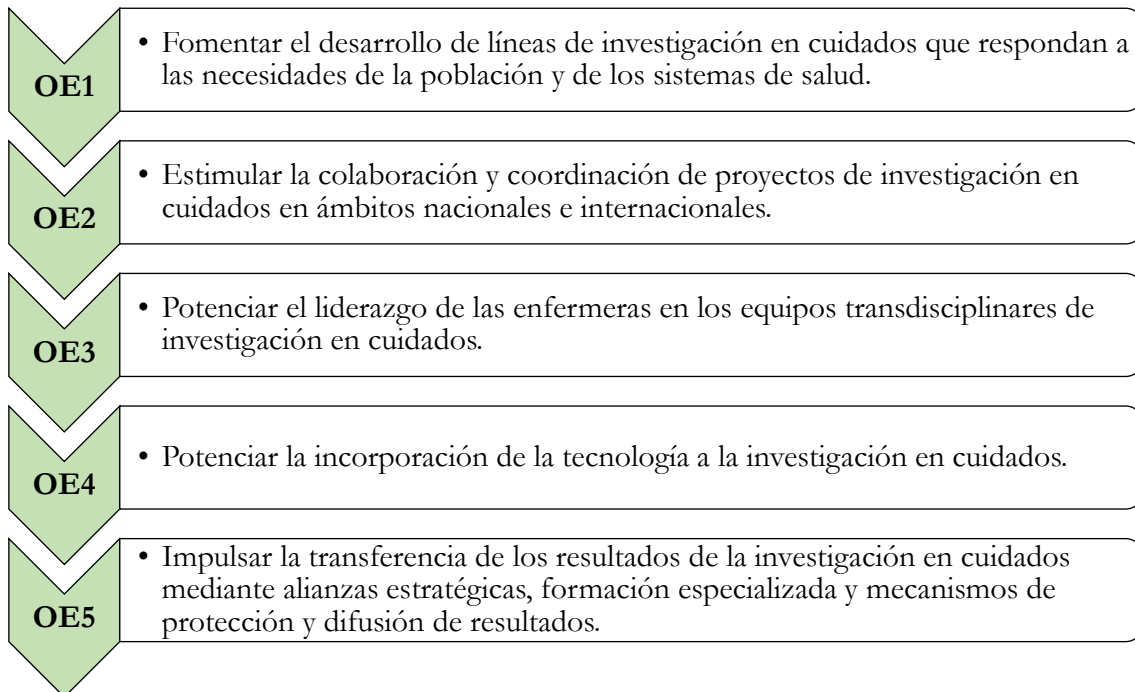 OE1
• Fomentar el desarrollo de líneas de investigación en cuidados que respondan a
las necesidades de la población y de los sistemas de salud.
OE2
• Estimular la colaboración y coordinación de proyectos de investigación en
cuidados en ámbitos nacionales e internacionales.
OE3
• Potenciar el liderazgo de las enfermeras en los equipos transdisciplinares de
investigación en cuidados.
OE4
• Potenciar la incorporación de la tecnología a la investigación en cuidados.
OE5
• Impulsar la transferencia de los resultados de la investigación en cuidados
mediante alianzas estratégicas, formación especializada y mecanismos de
protección y difusión de resultados.